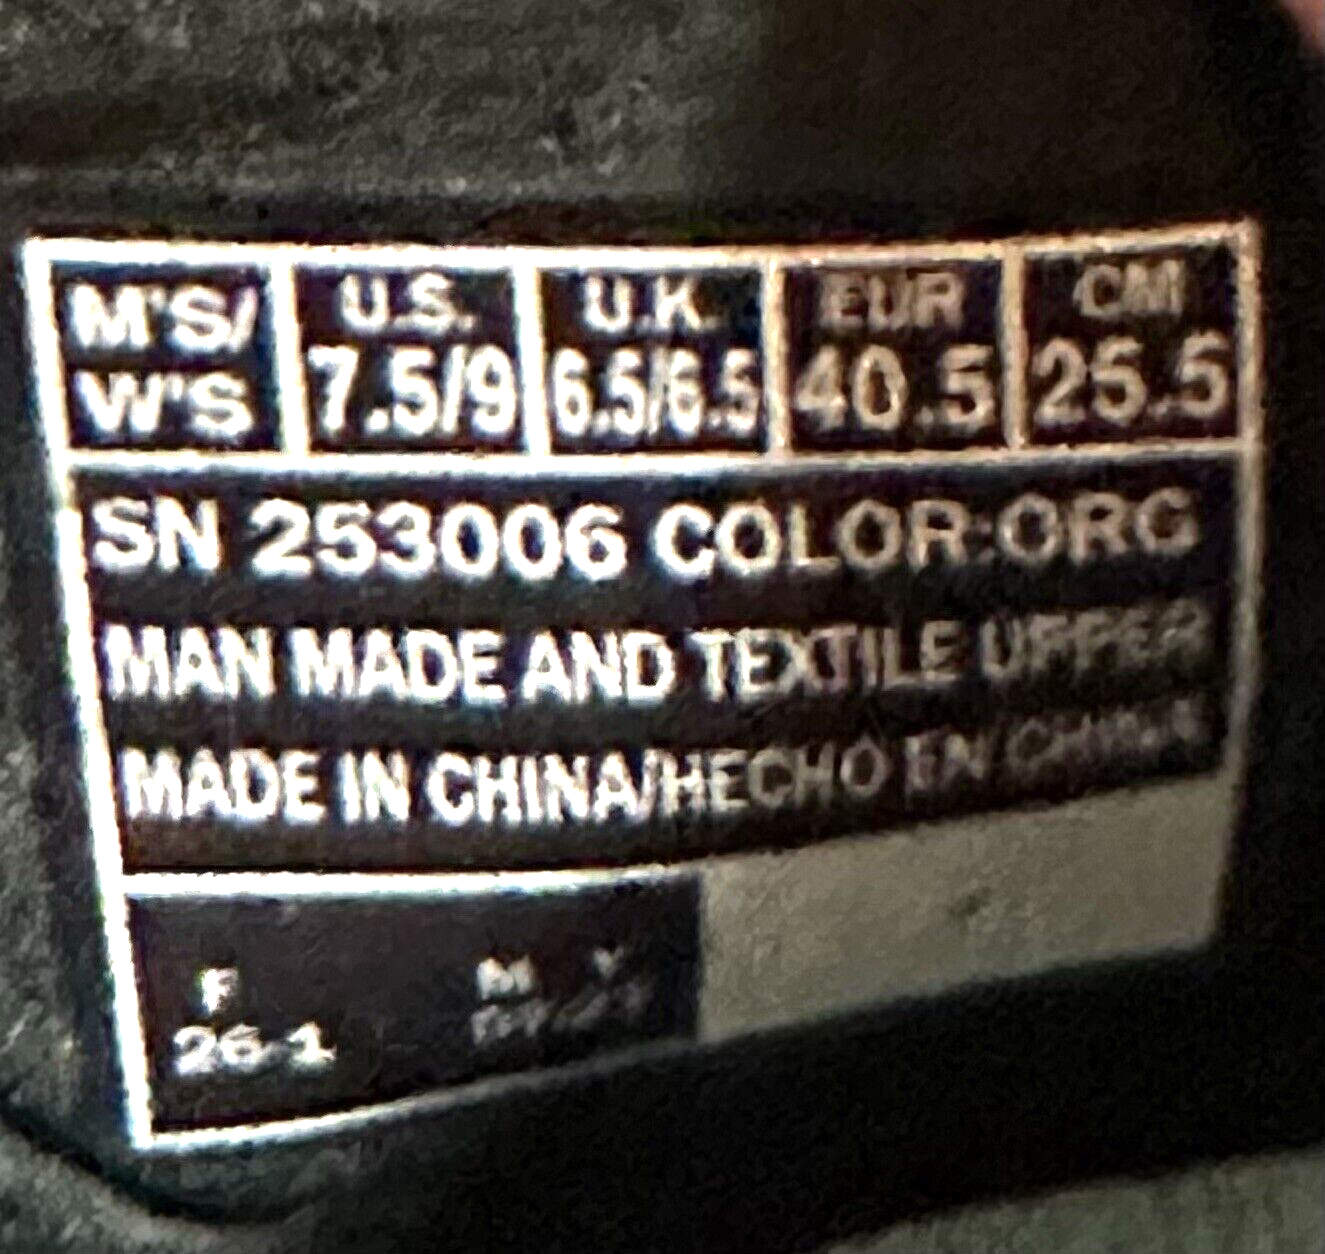 M'S/ U.S. U.K. EUR CM
W'S 7.5/9 6.5/6.5 40.5 25.5
SN 253006 COLOR:ORG
MAN MADE AND TEXTILE UPPER
MADE IN CHINA/HECHO EN CHINA
F M Y
26-1